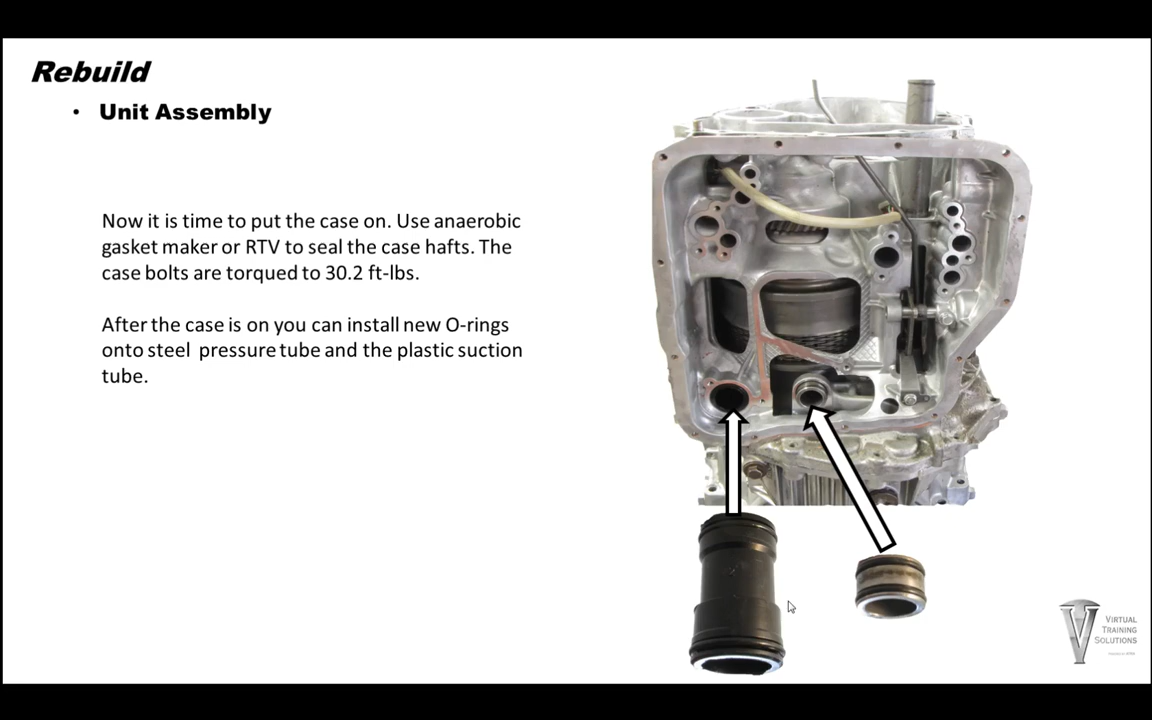 Rebuild
• Unit Assembly
Now it is time to put the case on. Use anaerobic
gasket maker or RTV to seal the case hafts. The
case bolts are torqued to 30.2 ft-lbs.
After the case is on you can install new O-rings
onto steel pressure tube and the plastic suction
tube.
VIRTUAL
TRAINING
SOLUTIONS